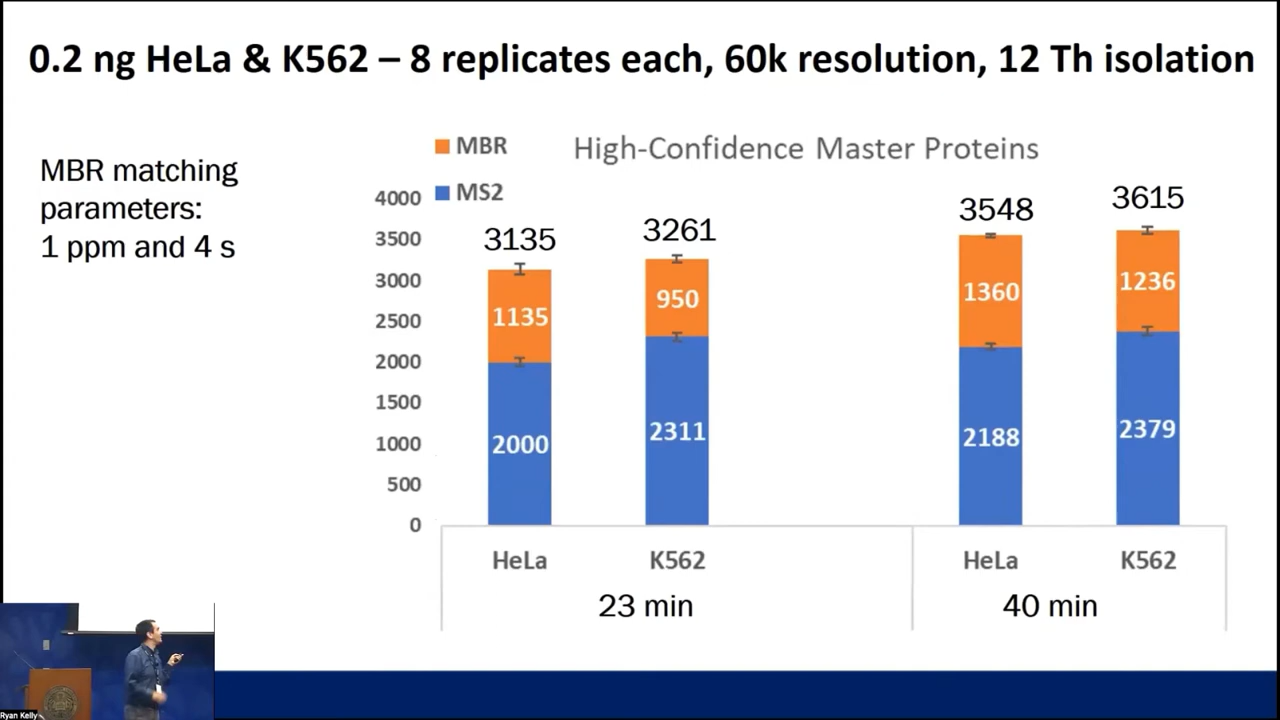 0.2 ng HeLa & K562 – 8 replicates each, 60k resolution, 12 Th isolation
MBR matching
parameters:
1 ppm and 4 s
MBR
MS2
High-Confidence Master Proteins
4000
3500
3000
2500
2000
1500
1000
500
0
3135
1135
2000
3261
950
2311
3548
1360
2188
3615
1236
2379
HeLa
K562
HeLa
K562
23 min
40 min
Ryan Kelly